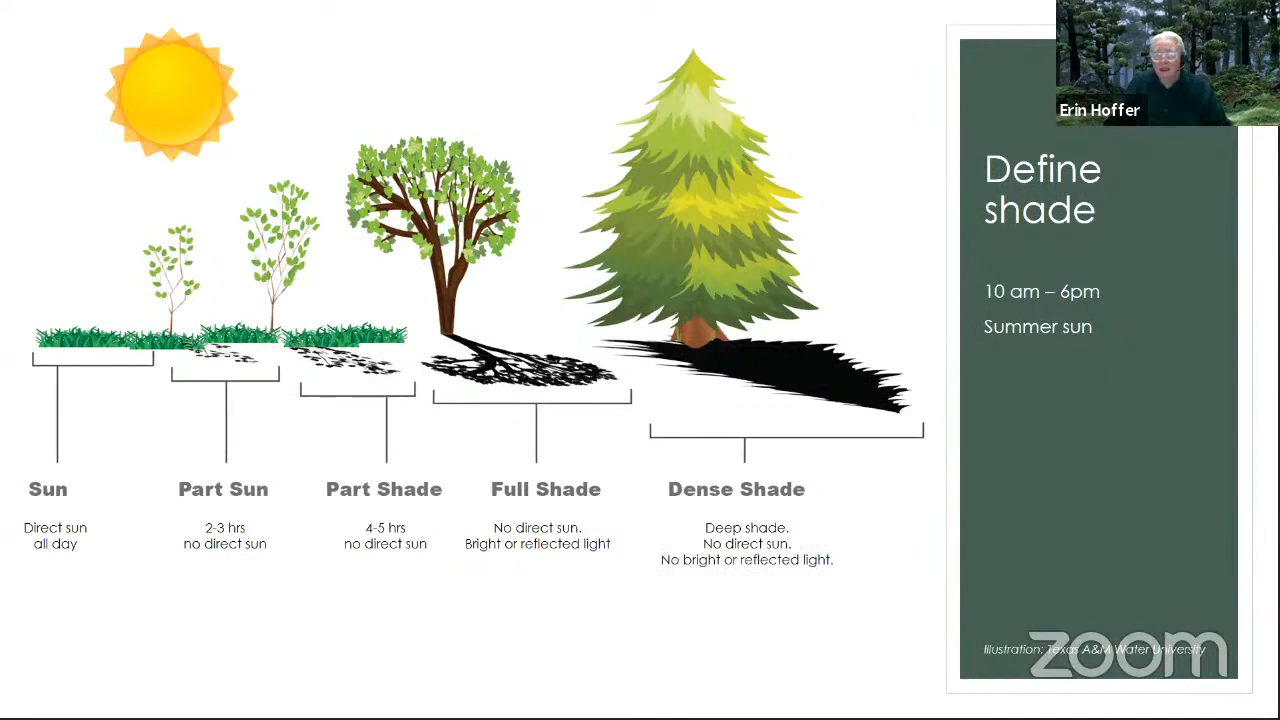 Erin Hoffer
Define
shade
10 am – 6pm
Summer sun
Sun
Direct sun
all day
Part Sun
2-3 hrs
no direct sun
Part Shade
4-5 hrs
no direct sun
Full Shade
No direct sun.
Bright or reflected light
Dense Shade
Deep shade.
No direct sun.
No bright or reflected light.
Illustration: Texas A&M Water University
zoom